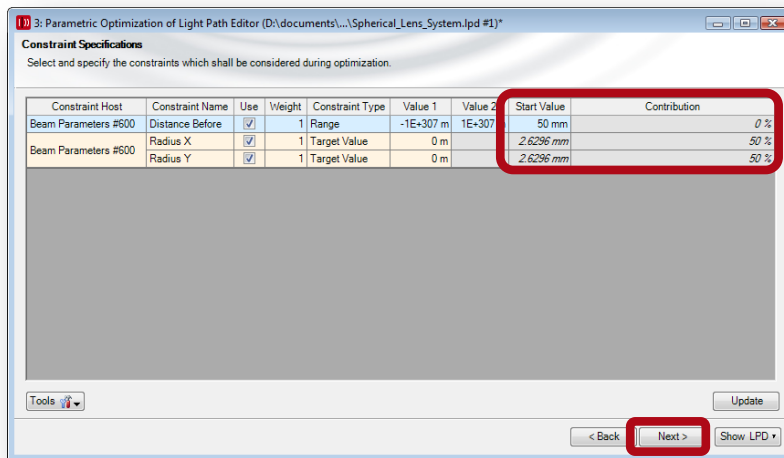 3: Parametric Optimization of Light Path Editor (D:\documents\...\Spherical_Lens_System.lpd #1)*
Constraint Specifications
Select and specify the constraints which shall be considered during optimization.
Constraint Host Constraint Name Use Weight Constraint Type Value 1 Value 2 Start Value Contribution
Beam Parameters #600 Distance Before 1 Range -1E+307 m 1E+307 m 50 mm 0 %
Beam Parameters #600 Radius X 1 Target Value 0 m 2.6296 mm 50 %
Radius Y 1 Target Value 0 m 2.6296 mm 50 %
Tools Update
< Back Next > Show LPD